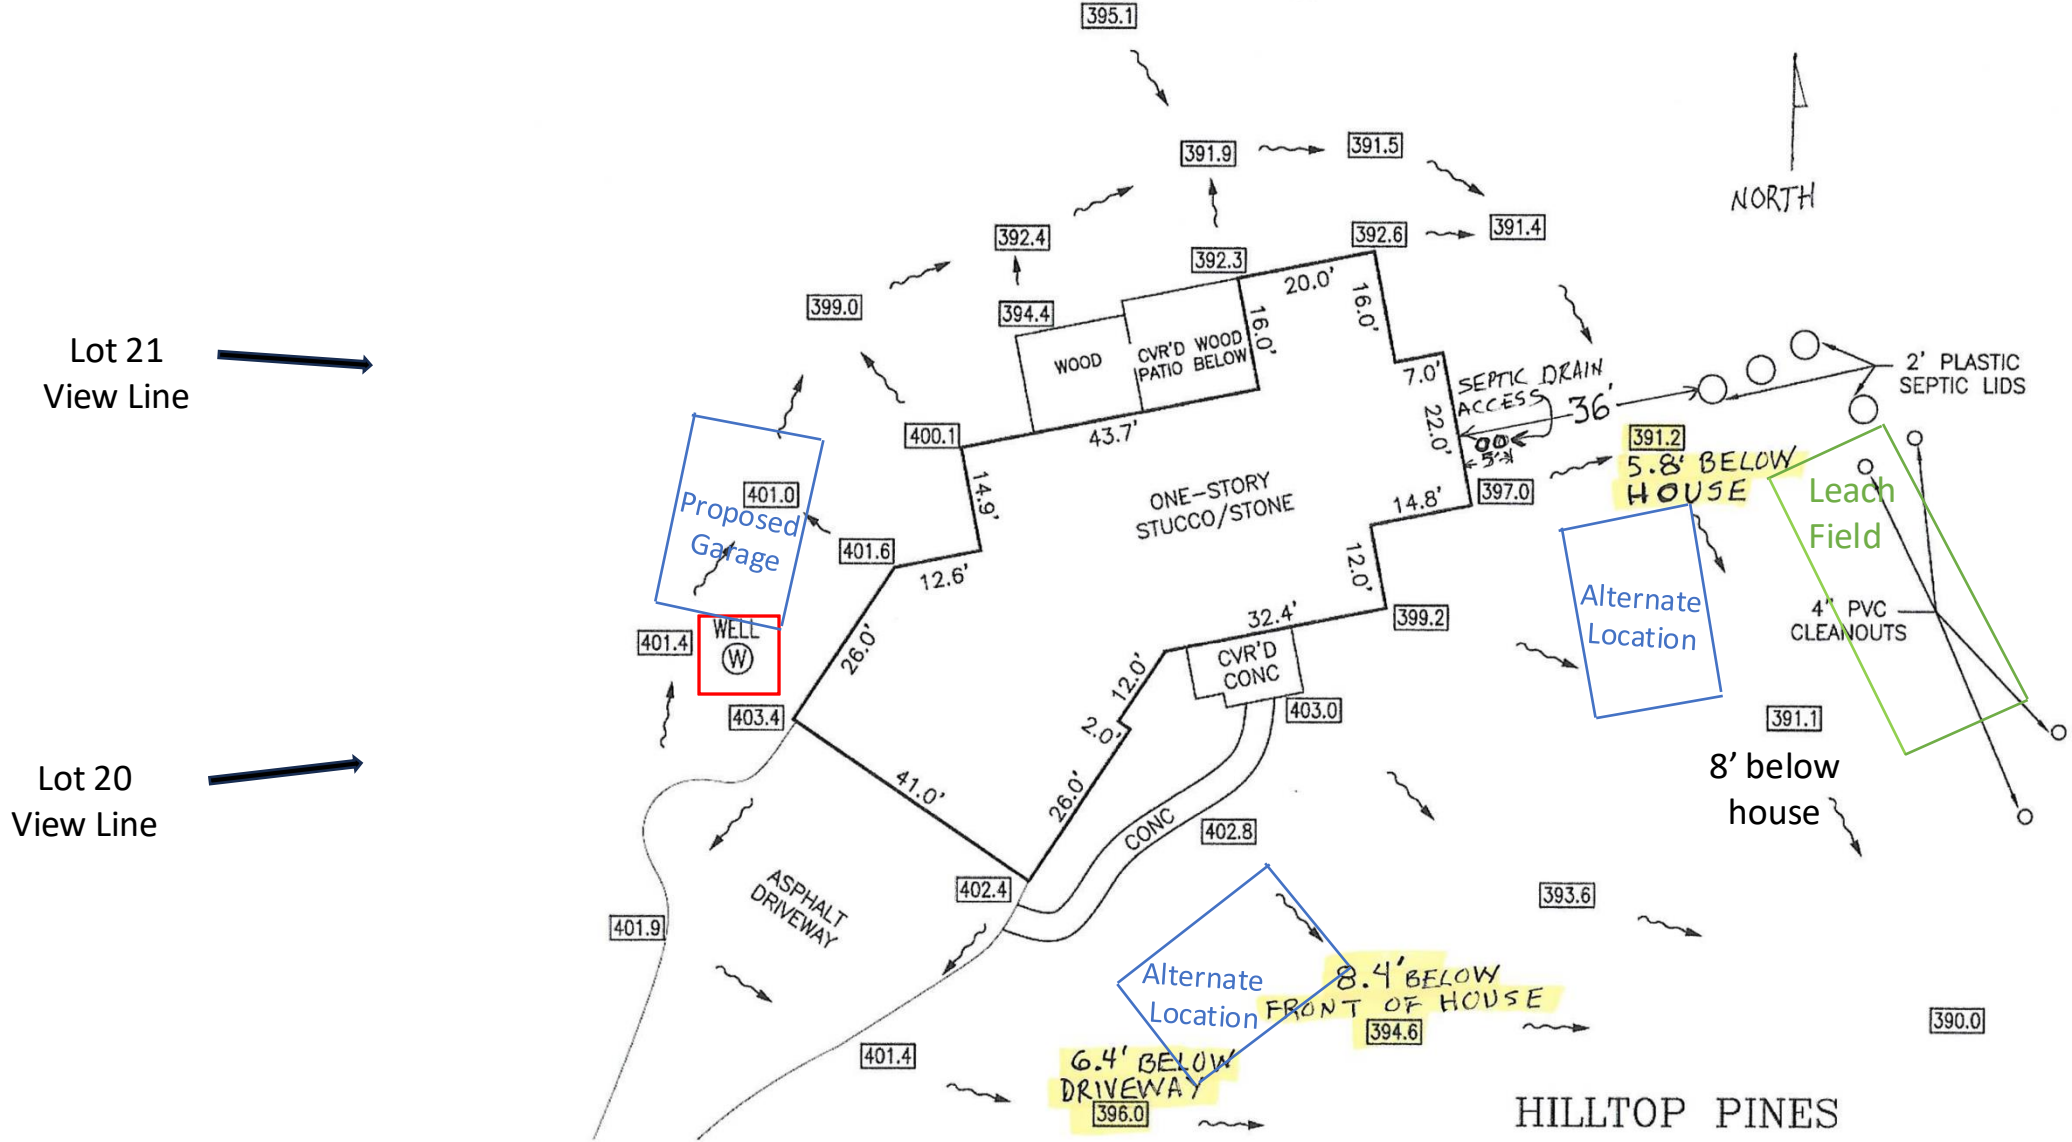 395.1
391.9
391.5
NORTH
392.4
392.6
391.4
392.3
20.0'
16.0'
399.0
394.4
16.0'
Lot 21
View Line
WOOD
CVR'D WOOD
PATIO BELOW
7.0'
SEPTIC DRAIN
ACCESS
36'
2' PLASTIC
SEPTIC LIDS
400.1
43.7'
22.0'
5'
391.2
5.8' BELOW
HOUSE
14.9'
401.0
Proposed
Garage
ONE-STORY
STUCCO/STONE
14.8'
397.0
Leach
Field
401.6
12.6'
12.0'
Alternate
Location
4" PVC
CLEANOUTS
WELL
W
401.4
26.0'
32.4'
399.2
CVR'D
CONC
12.0'
403.4
2.0'
403.0
391.1
8' below
house
Lot 20
View Line
41.0'
26.0'
CONC
402.8
402.4
ASPHALT
DRIVEWAY
393.6
401.9
Alternate
Location
8.4' BELOW
FRONT OF HOUSE
394.6
390.0
401.4
6.4' BELOW
DRIVEWAY
396.0
HILLTOP PINES